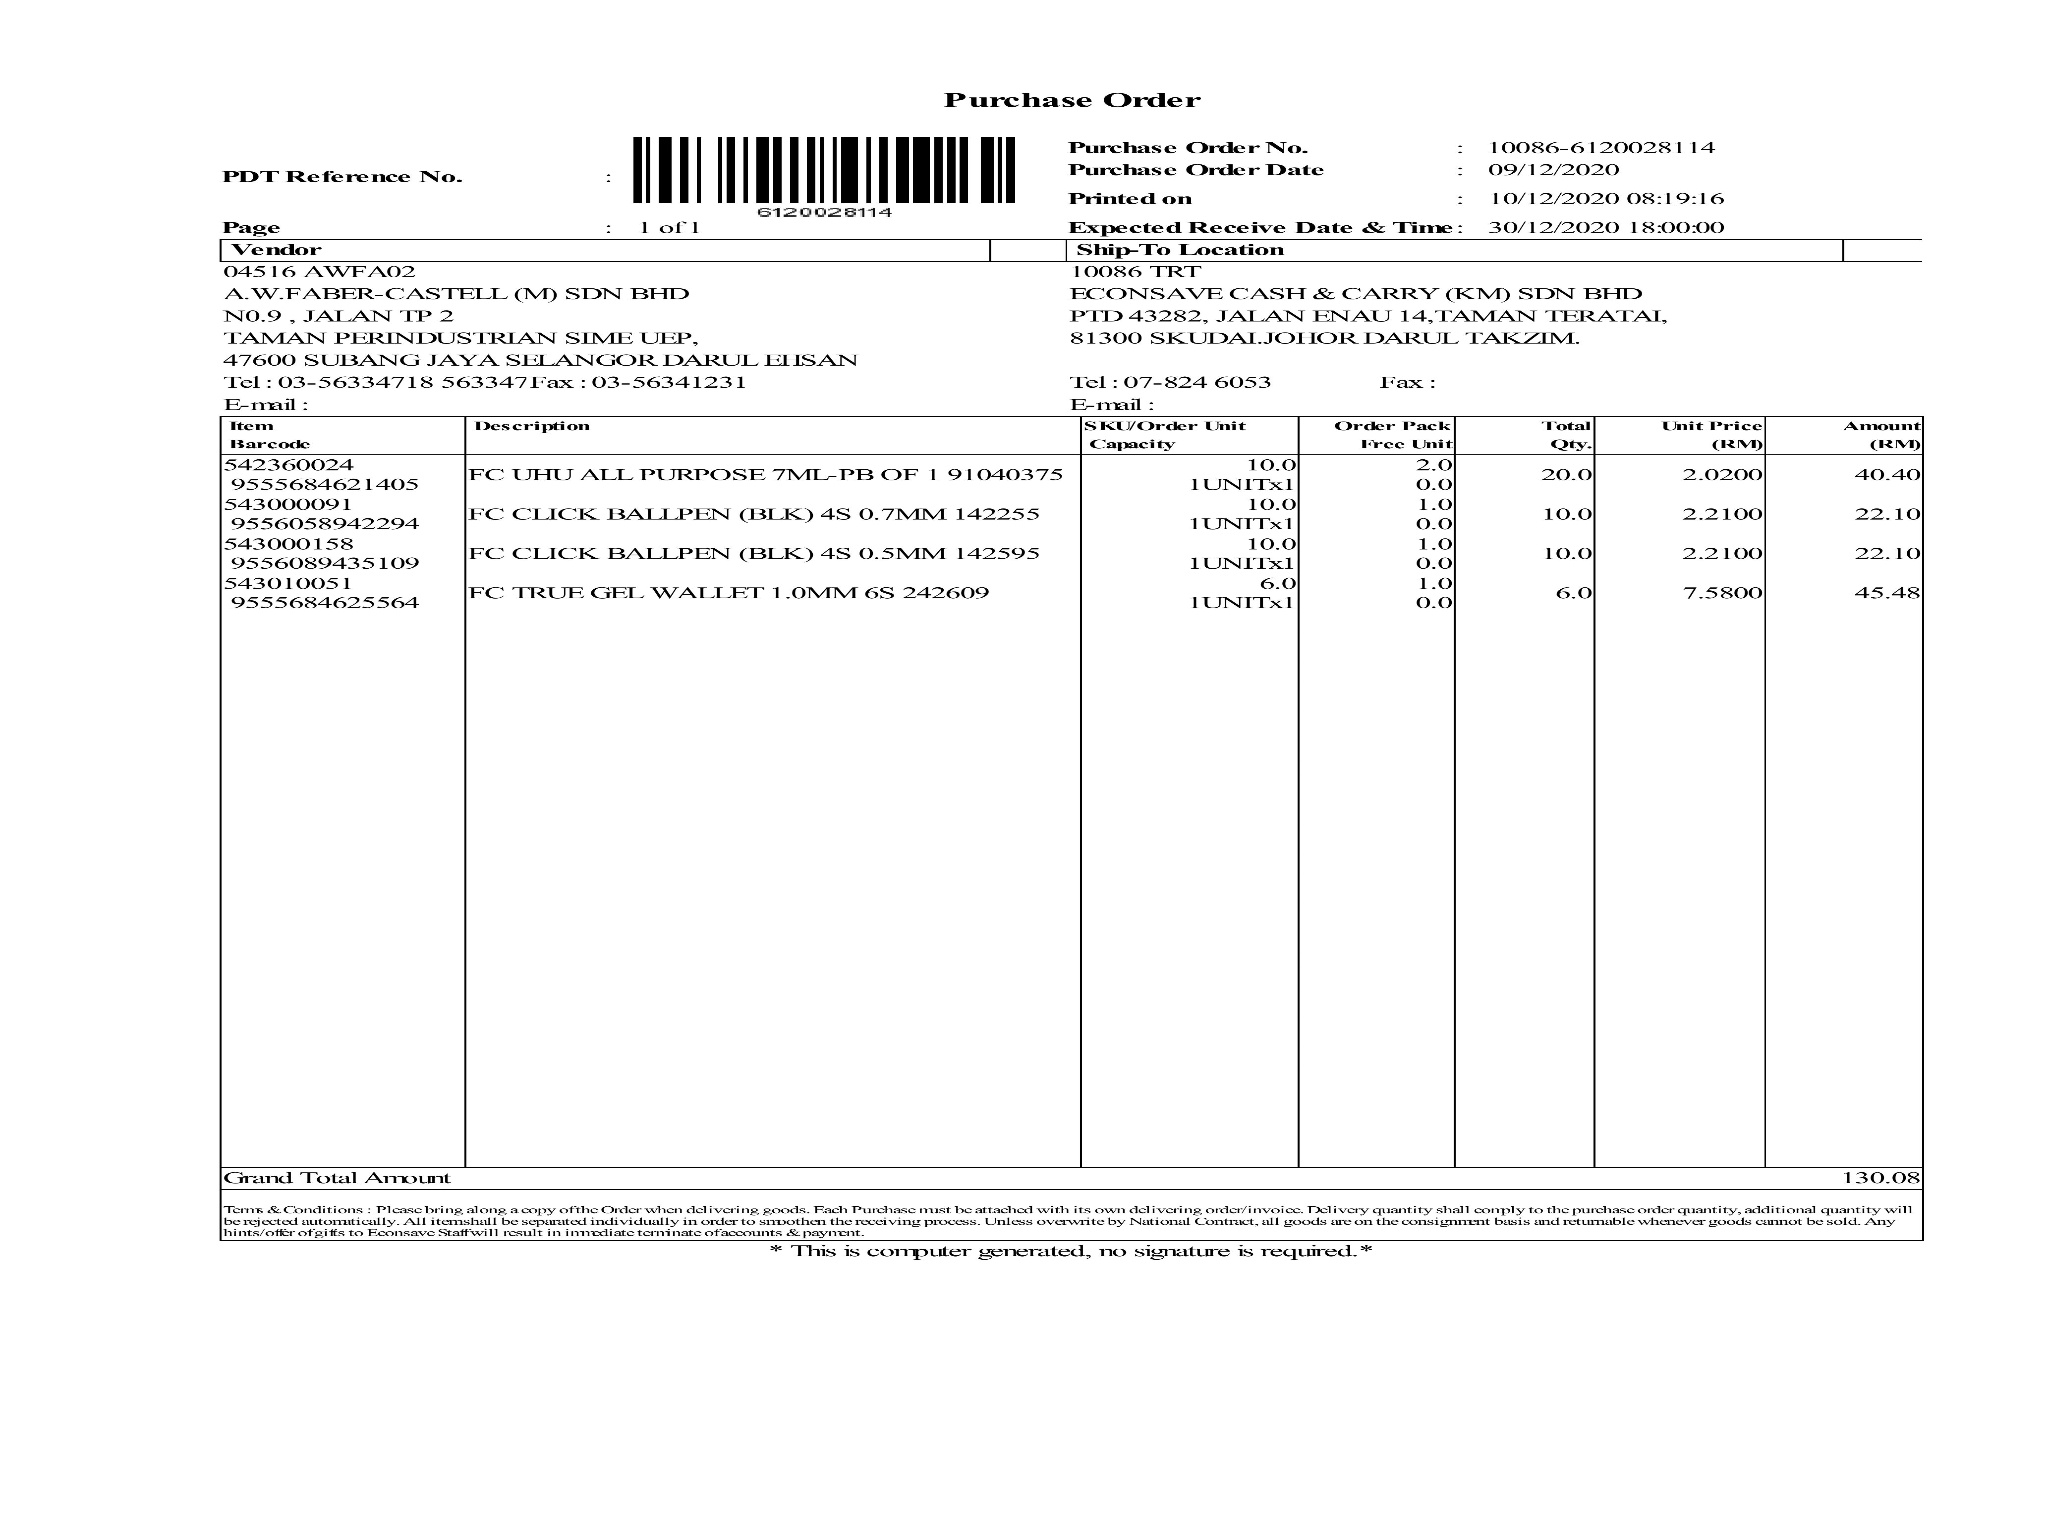 Purchase Order
PDT Reference No. :
6120028114
Page : 1 of 1
Purchase Order No. : 10086-6120028114
Purchase Order Date : 09/12/2020
Printed on : 10/12/2020 08:19:16
Expected Receive Date & Time : 30/12/2020 18:00:00
Vendor
04516 AWFA02
A.W.FABER-CASTELL (M) SDN BHD
N0.9 , JALAN TP 2
TAMAN PERINDUSTRIAN SIME UEP,
47600 SUBANG JAYA SELANGOR DARUL EHSAN
Tel : 03-56334718 563347Fax : 03-56341231
E-mail :
Ship-To Location
10086 TRT
ECONSAVE CASH & CARRY (KM) SDN BHD
PTD 43282, JALAN ENAU 14,TAMAN TERATAI,
81300 SKUDAI.JOHOR DARUL TAKZIM.
Tel : 07-824 6053 Fax :
E-mail :
Item Description SKU/Order Unit Order Pack Total Unit Price Amount
Barcode Capacity Free Unit Qty. (RM) (RM)
542360024 10.0 2.0
FC UHU ALL PURPOSE 7ML-PB OF 1 91040375 20.0 2.0200 40.40
9555684621405 1UNITx1 0.0
543000091 10.0 1.0
FC CLICK BALLPEN (BLK) 4S 0.7MM 142255 10.0 2.2100 22.10
9556058942294 1UNITx1 0.0
543000158 10.0 1.0
FC CLICK BALLPEN (BLK) 4S 0.5MM 142595 10.0 2.2100 22.10
9556089435109 1UNITx1 0.0
543010051 6.0 1.0
FC TRUE GEL WALLET 1.0MM 6S 242609 6.0 7.5800 45.48
9555684625564 1UNITx1 0.0
Grand Total Amount 130.08
Terms & Conditions : Please bring along a copy of the Order when delivering goods. Each Purchase must be attached with its own delivering order/invoice. Delivery quantity shall comply to the purchase order quantity, additional quantity will
be rejected automatically. All item shall be separated individually in order to smoothen the receiving process. Unless overwrite by National Contract, all goods are on the consignment basis and returnable whenever goods cannot be sold. Any
hints/offer of gifts to Econsave Staff will result in immediate terminate of accounts & payment.
* This is computer generated, no signature is required.*